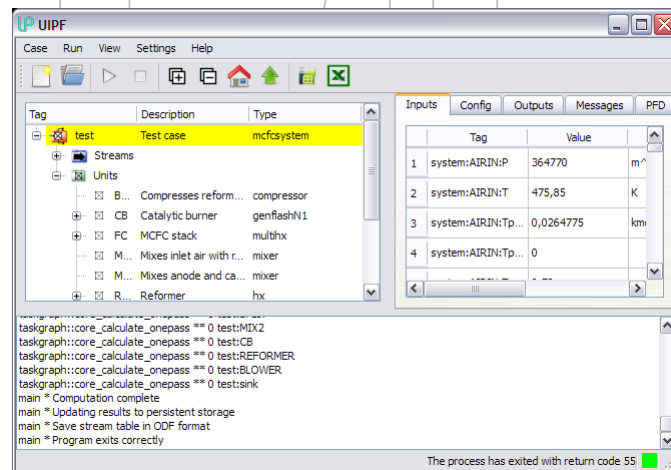 UIPF
Case Run View Settings Help
Tag Description Type
test Test case mcfcsystem
Streams
Units
B... Compresses reform... compressor
CB Catalytic burner genflashN1
FC MCFC stack multihx
M... Mixes inlet air with r... mixer
M... Mixes anode and ca... mixer
R... Reformer hx
Inputs Config Outputs Messages PFD
Tag Value
1 system:AIRIN:P 364770 m^
2 system:AIRIN:T 475,85 K
3 system:AIRIN:Tp... 0,0264775 kmo
4 system:AIRIN:Tp... 0
taskgraph::core_calculate_onepass ** 0 test:MIX2
taskgraph::core_calculate_onepass ** 0 test:CB
taskgraph::core_calculate_onepass ** 0 test:REFORMER
taskgraph::core_calculate_onepass ** 0 test:BLOWER
taskgraph::core_calculate_onepass ** 0 test:sink
main * Computation complete
main * Updating results to persistent storage
main * Save stream table in ODF format
main * Program exits correctly
The process has exited with return code 55